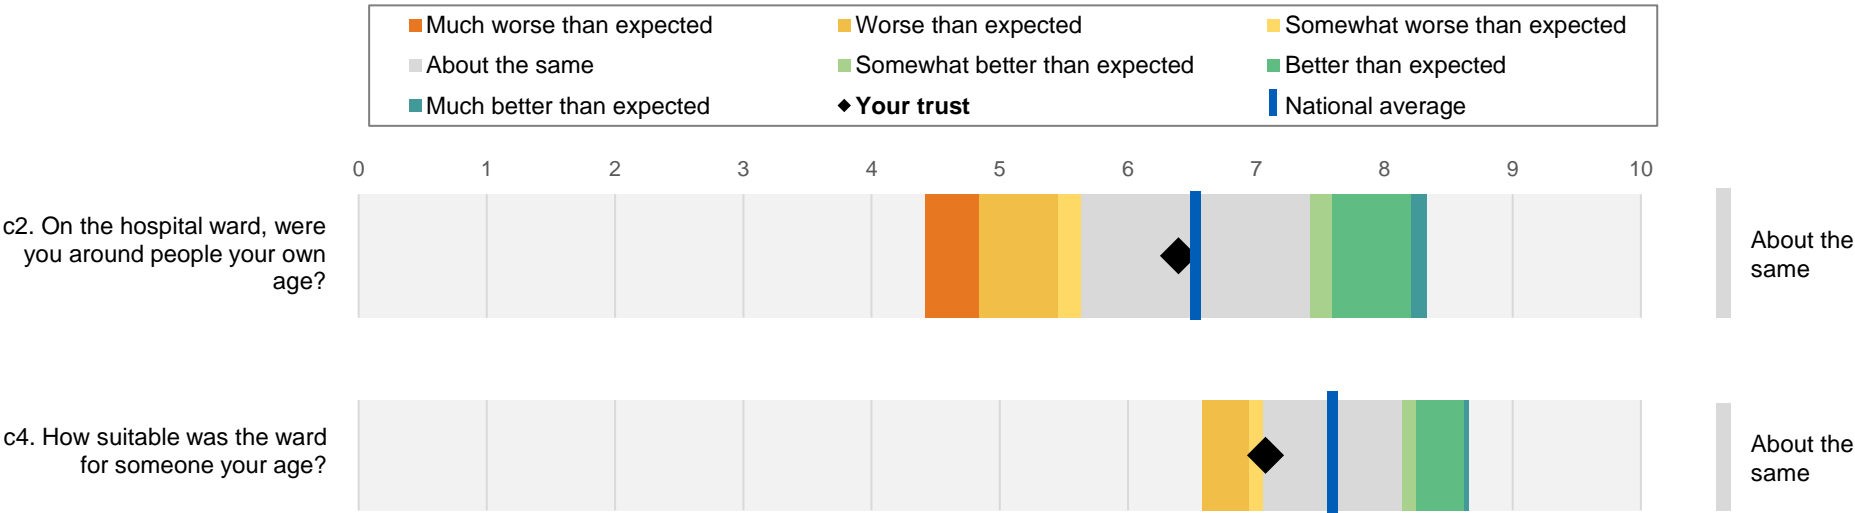 Much worse than expected
Worse than expected
Somewhat worse than expected
About the same
Somewhat better than expected
Better than expected
Much better than expected
Your trust
National average
0 1 2 3 4 5 6 7 8 9 10
c2. On the hospital ward, were
you around people your own
age?
About the
same
c4. How suitable was the ward
for someone your age?
About the
same